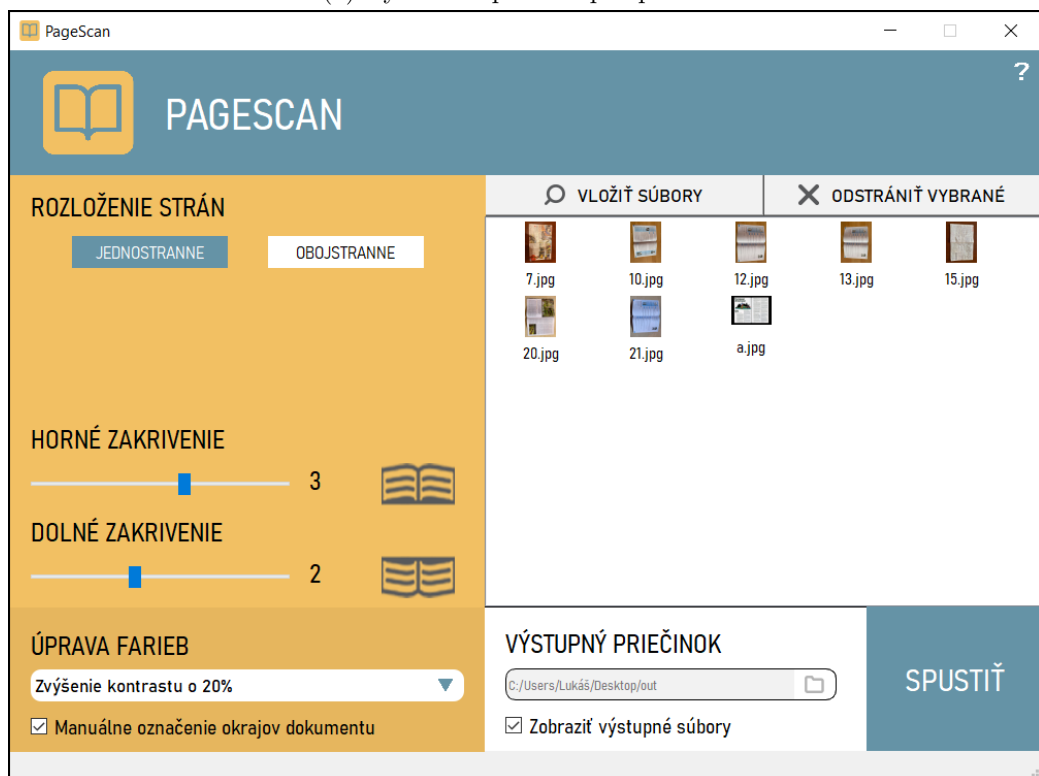 PageScan
?
PAGESCAN
ROZLOŽENIE STRÁN
JEDNOSTRANNE
OBOJSTRANNE
HORNÉ ZAKRIVENIE
3
DOLNÉ ZAKRIVENIE
2
ÚPRAVA FARIEB
Zvýšenie kontrastu o 20%
Manuálne označenie okrajov dokumentu
VLOŽIŤ SÚBORY
ODSTRÁNIŤ VYBRANÉ
7.jpg
10.jpg
12.jpg
13.jpg
15.jpg
20.jpg
21.jpg
a.jpg
VÝSTUPNÝ PRIEČINOK
C:/Users/Lukáš/Desktop/out
Zobraziť výstupné súbory
SPUSTIŤ